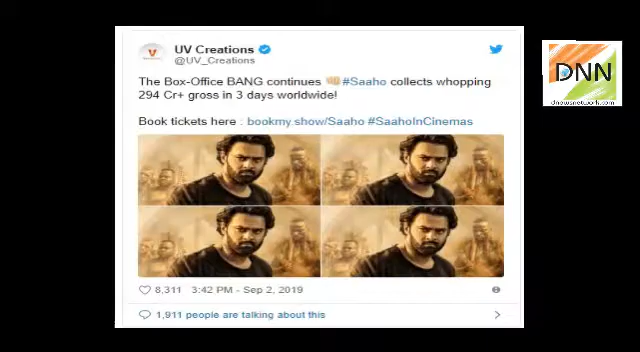 UV Creations
@UV_Creations
The Box-Office BANG continues 👊🏼 #Saaho collects whopping
294 Cr+ gross in 3 days worldwide!
Book tickets here : bookmy.show/Saaho #SaahoInCinemas
8,311 3:42 PM - Sep 2, 2019
1,911 people are talking about this
DNN
dnewsnetwork.com